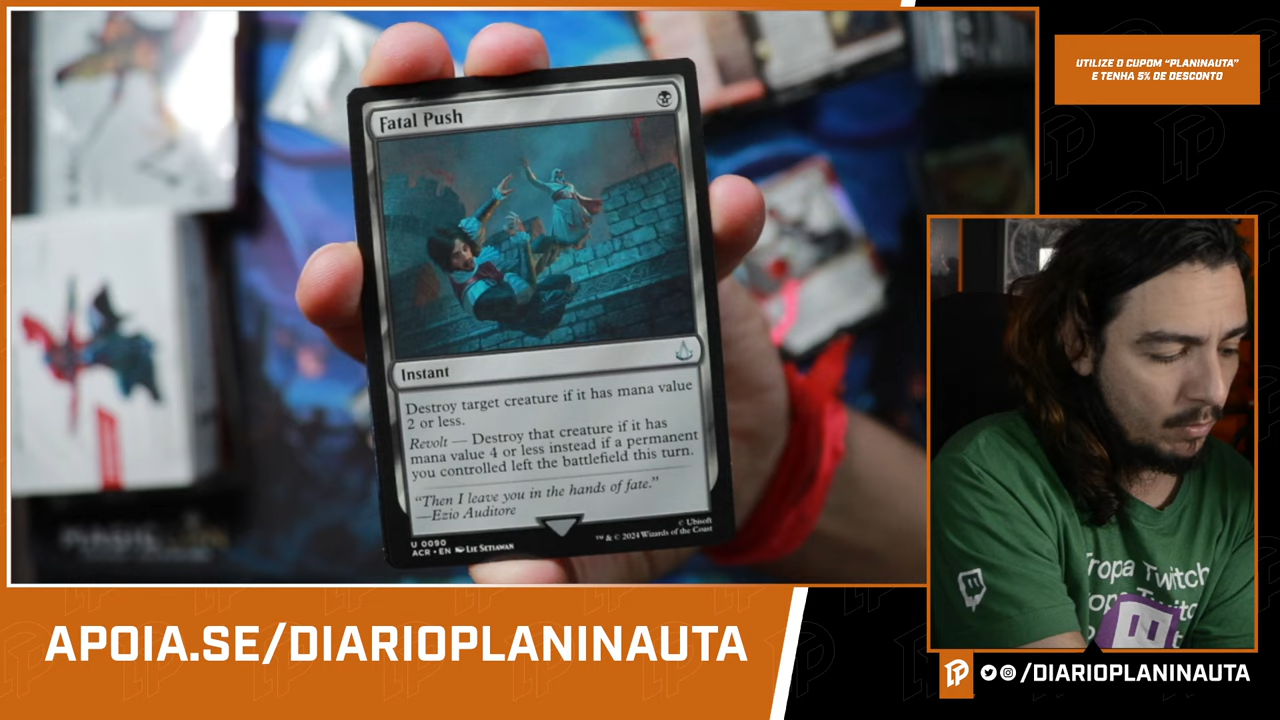 UTILIZE O CUPOM "PLANINAUTA"
E TENHA 5% DE DESCONTO
Fatal Push
Instant
Destroy target creature if it has mana value
2 or less.
Revolt — Destroy that creature if it has
mana value 4 or less instead if a permanent
you controlled left the battlefield this turn.
"Then I leave you in the hands of fate."
—Ezio Auditore
U 0090
ACR • EN Lie Setiawan
© Ubisoft
™ & © 2024 Wizards of the Coast
Tropa Twitch
APOIA.SE/DIARIOPLANINAUTA
/DIARIOPLANINAUTA